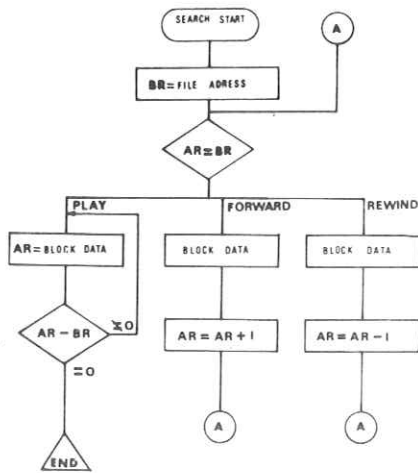 SEARCH START
A
BR=FILE ADRESS
AR=BR
PLAY
FORWARD
REWIND
AR=BLOCK DATA
BLOCK DATA
BLOCK DATA
AR-BR
≠0
=0
AR=AR+1
AR=AR-1
A
A
END